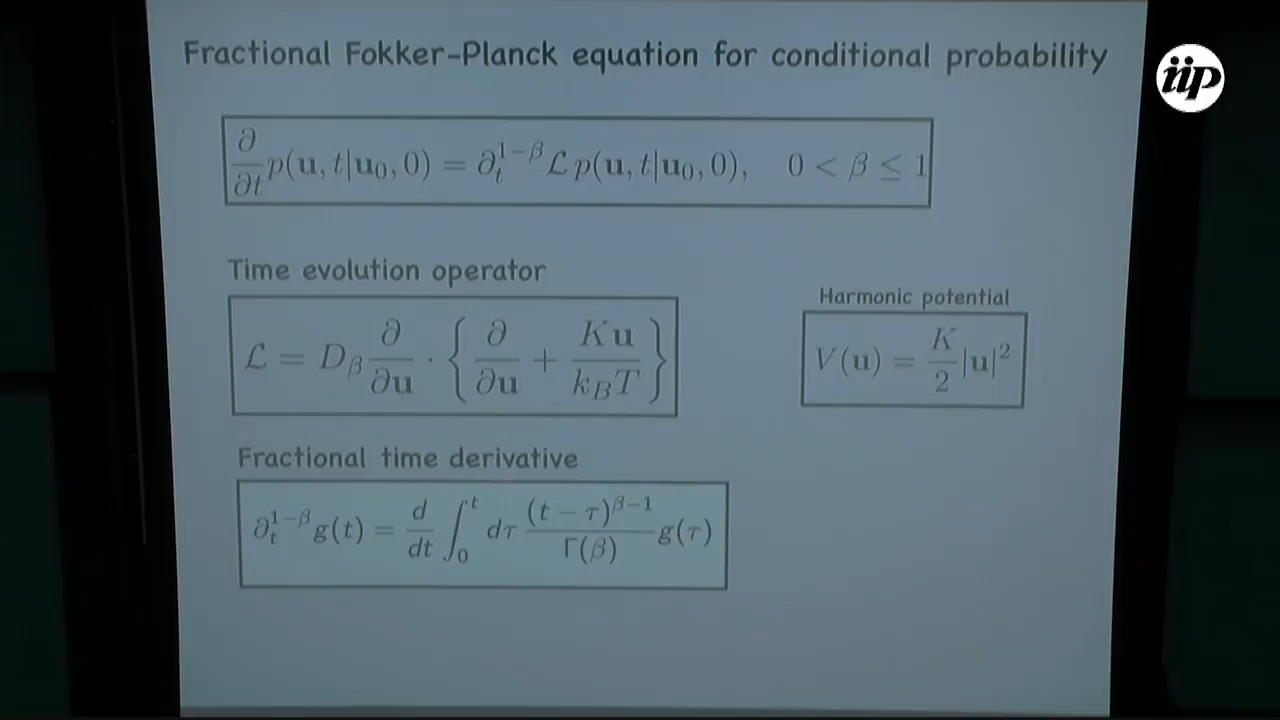 Fractional Fokker-Planck equation for conditional probability
iip
∂/∂t p(u, t|u₀, 0) = ∂ₜ^{1−β} ℒ p(u, t|u₀, 0), 0 < β ≤ 1
Time evolution operator
ℒ = D_β ∂/∂u · { ∂/∂u + Ku/k_BT }
Harmonic potential
V(u) = K/2 |u|²
Fractional time derivative
∂ₜ^{1−β} g(t) = d/dt ∫₀ᵗ dτ (t − τ)^{β−1}/Γ(β) g(τ)